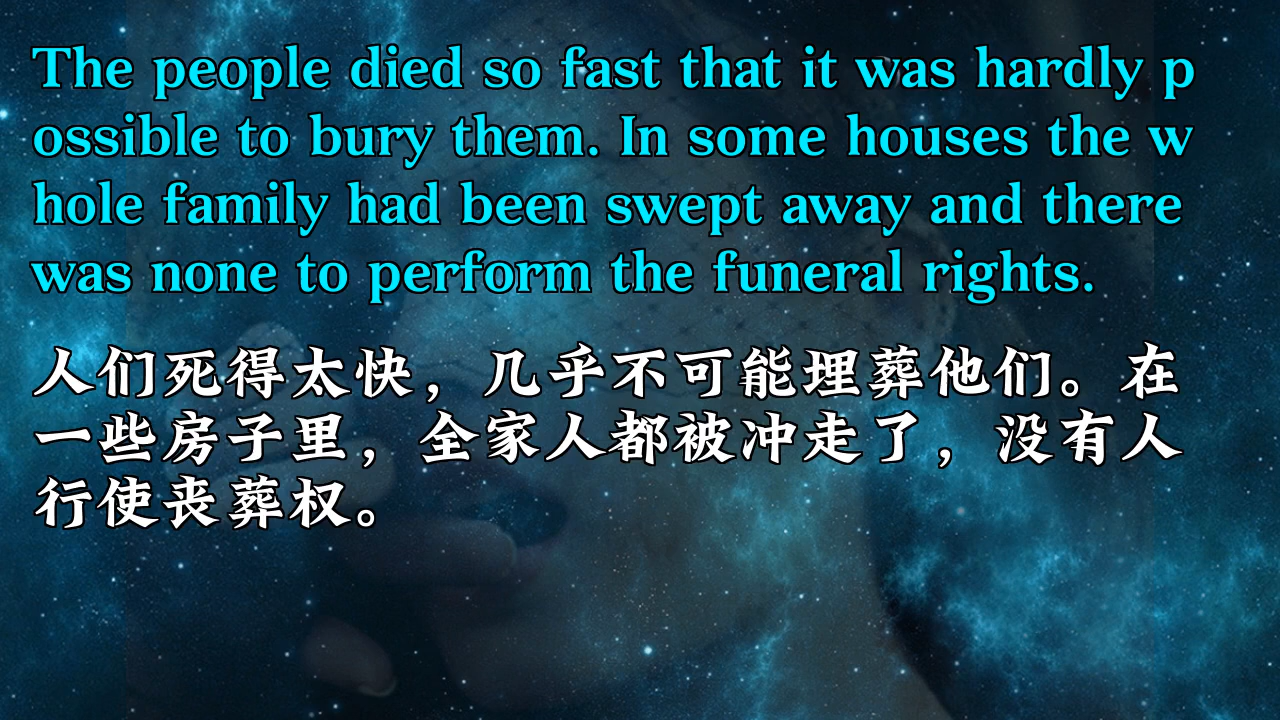 The people died so fast that it was hardly p
ossible to bury them. In some houses the w
hole family had been swept away and there
was none to perform the funeral rights.
人们死得太快，几乎不可能埋葬他们。在
一些房子里，全家人都被冲走了，没有人
行使丧葬权。